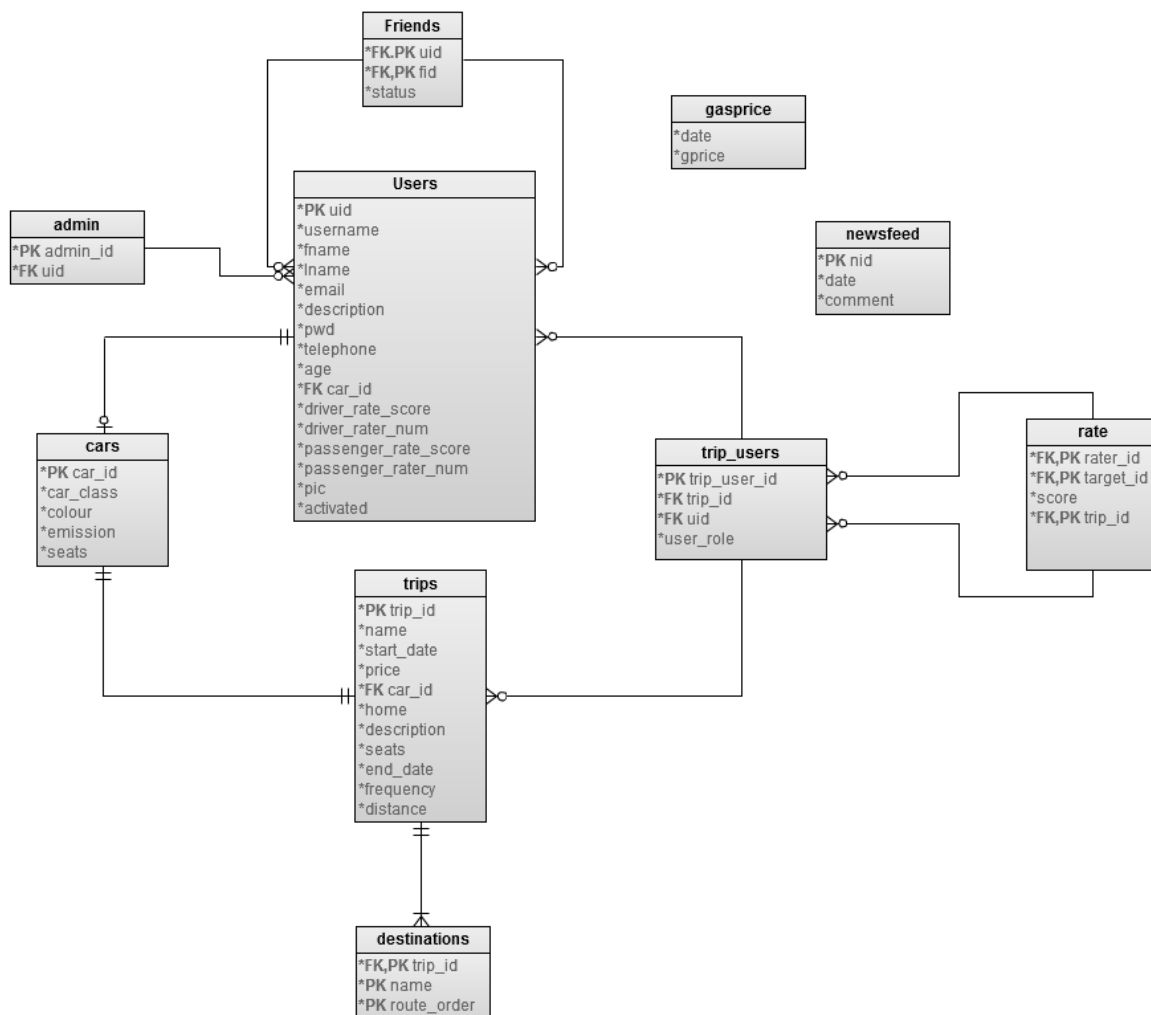 Friends
*FK.PK uid
*FK,PK fid
*status
gasprice
*date
*gprice
Users
*PK uid
*username
*fname
*lname
*email
*description
*pwd
*telephone
*age
*FK car_id
*driver_rate_score
*driver_rater_num
*passenger_rate_score
*passenger_rater_num
*pic
*activated
admin
*PK admin_id
*FK uid
newsfeed
*PK nid
*date
*comment
cars
*PK car_id
*car_class
*colour
*emission
*seats
trip_users
*PK trip_user_id
*FK trip_id
*FK uid
*user_role
rate
*FK,PK rater_id
*FK,PK target_id
*score
*FK,PK trip_id
trips
*PK trip_id
*name
*start_date
*price
*FK car_id
*home
*description
*seats
*end_date
*frequency
*distance
destinations
*FK,PK trip_id
*PK name
*PK route_order